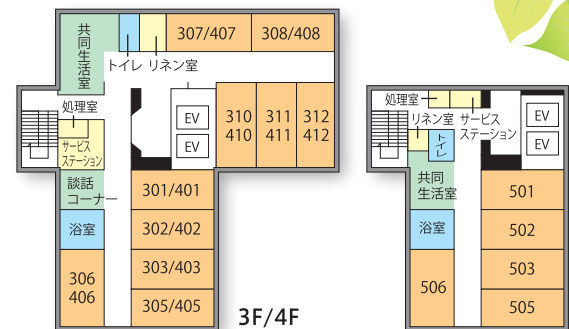 共同生活室
トイレ
リネン室
307/407
308/408
処理室
サービス
ステーション
EV
EV
310
410
311
411
312
412
談話
コーナー
301/401
浴室
302/402
303/403
306
406
305/405
3F/4F
処理室
リネン室
サービス
ステーション
トイレ
EV
EV
共同
生活室
501
浴室
502
503
506
505